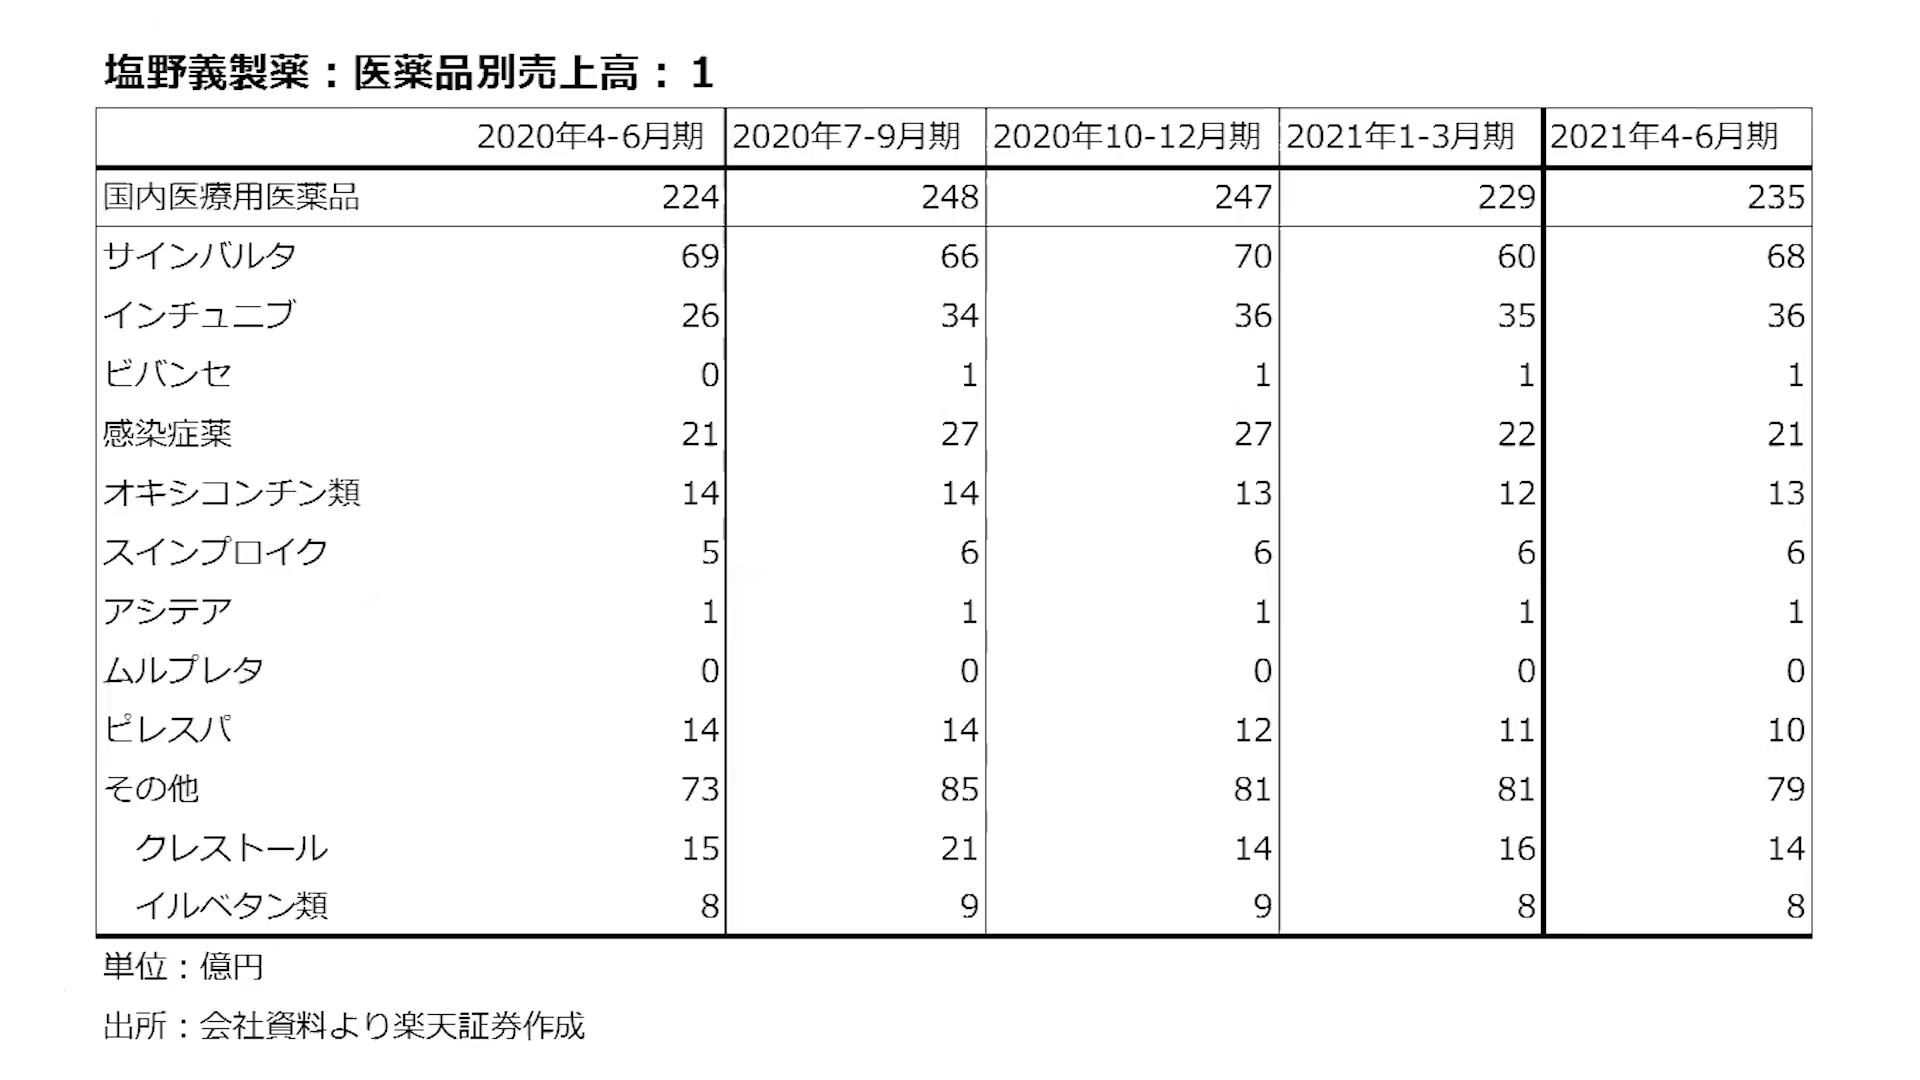 塩野義製薬：医薬品別売上高：1
2020年4-6月期 2020年7-9月期 2020年10-12月期 2021年1-3月期 2021年4-6月期
国内医療用医薬品 224 248 247 229 235
サインバルタ 69 66 70 60 68
インチュニブ 26 34 36 35 36
ビバンセ 0 1 1 1 1
感染症薬 21 27 27 22 21
オキシコンチン類 14 14 13 12 13
スインプロイク 5 6 6 6 6
アシテア 1 1 1 1 1
ムルプレタ 0 0 0 0 0
ピレスパ 14 14 12 11 10
その他 73 85 81 81 79
クレストール 15 21 14 16 14
イルベタン類 8 9 9 8 8
単位：億円
出所：会社資料より楽天証券作成